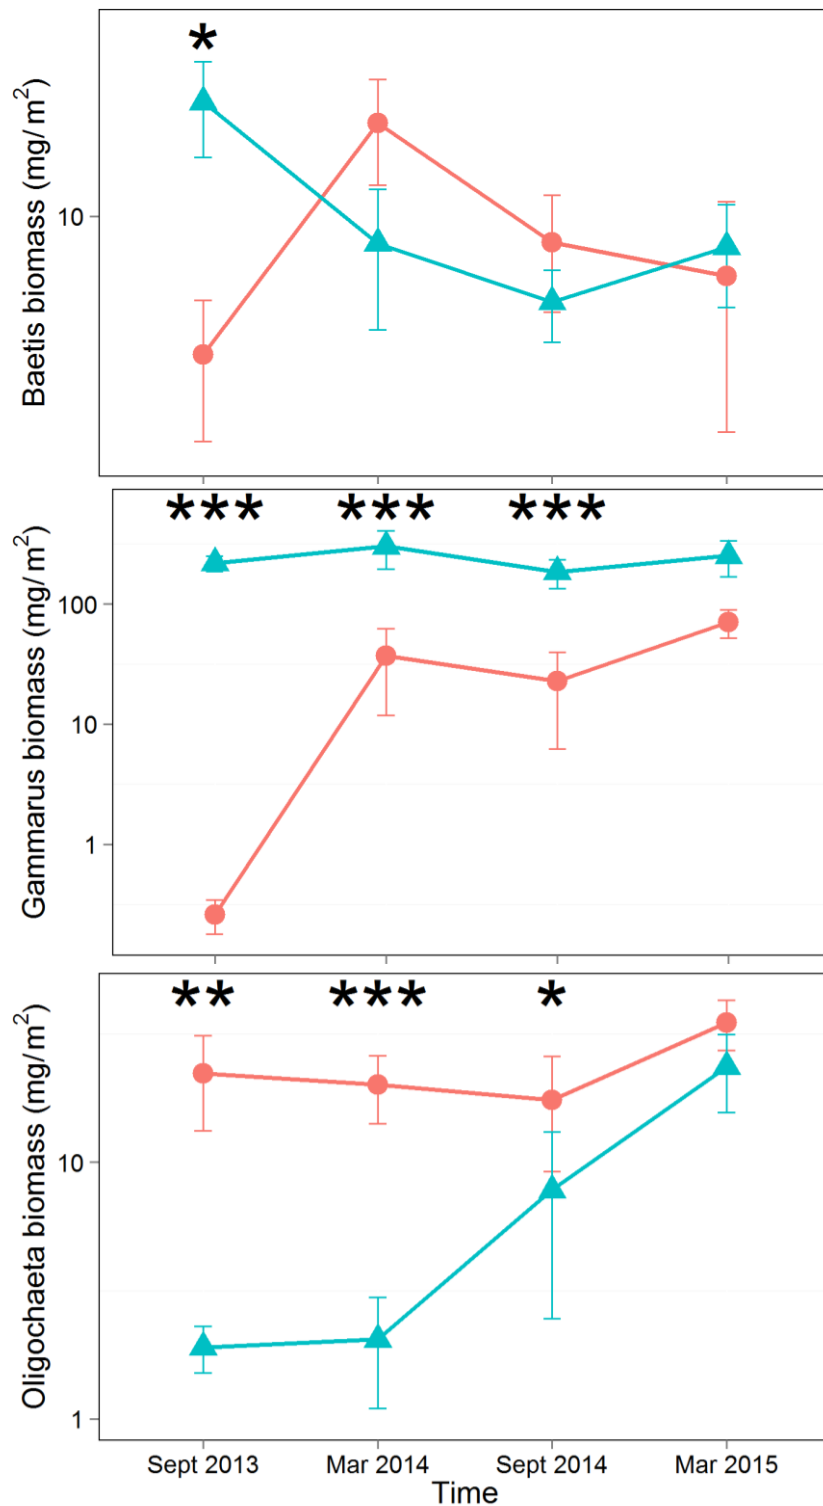 *
Baetis biomass (mg/m²)
10
*** *** ***
Gammarus biomass (mg/m²)
100
10
1
** *** *
Oligochaeta biomass (mg/m²)
10
1
Sept 2013 Mar 2014 Sept 2014 Mar 2015
Time